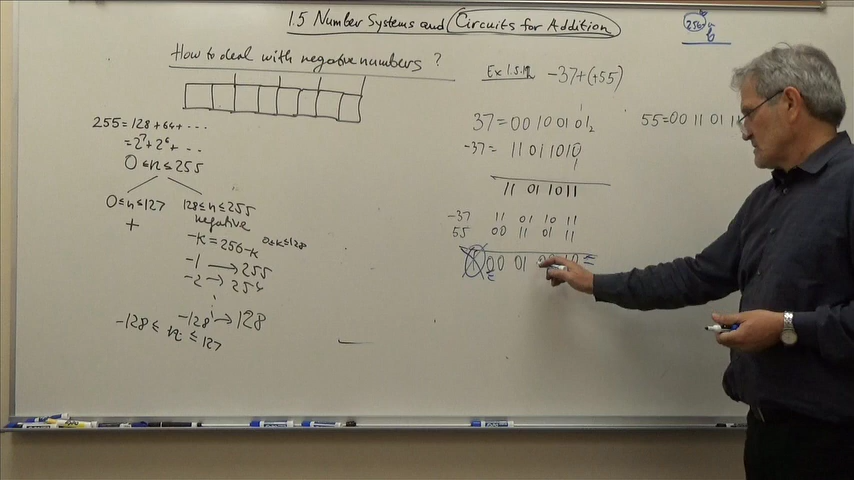 1.5 Number Systems and Circuits for Addition
256
How to deal with negative numbers ?
255=128+64+...
=2^7+2^6+...
0≤n≤255
0≤n≤127
+
128≤n≤255
negative
-k=256-k 0≤k≤128
-1 → 255
-2 → 254
-128 → 128
-128 ≤ n ≤ 127
Ex 1.5.12 -37+(+55)
1
37=00 10 01 01₂
-37= 11 01 1010
1
11 01 1011
-37 11 01 10 11
55 00 11 01 11
1 00 01 00 10
55=00 11 01 11